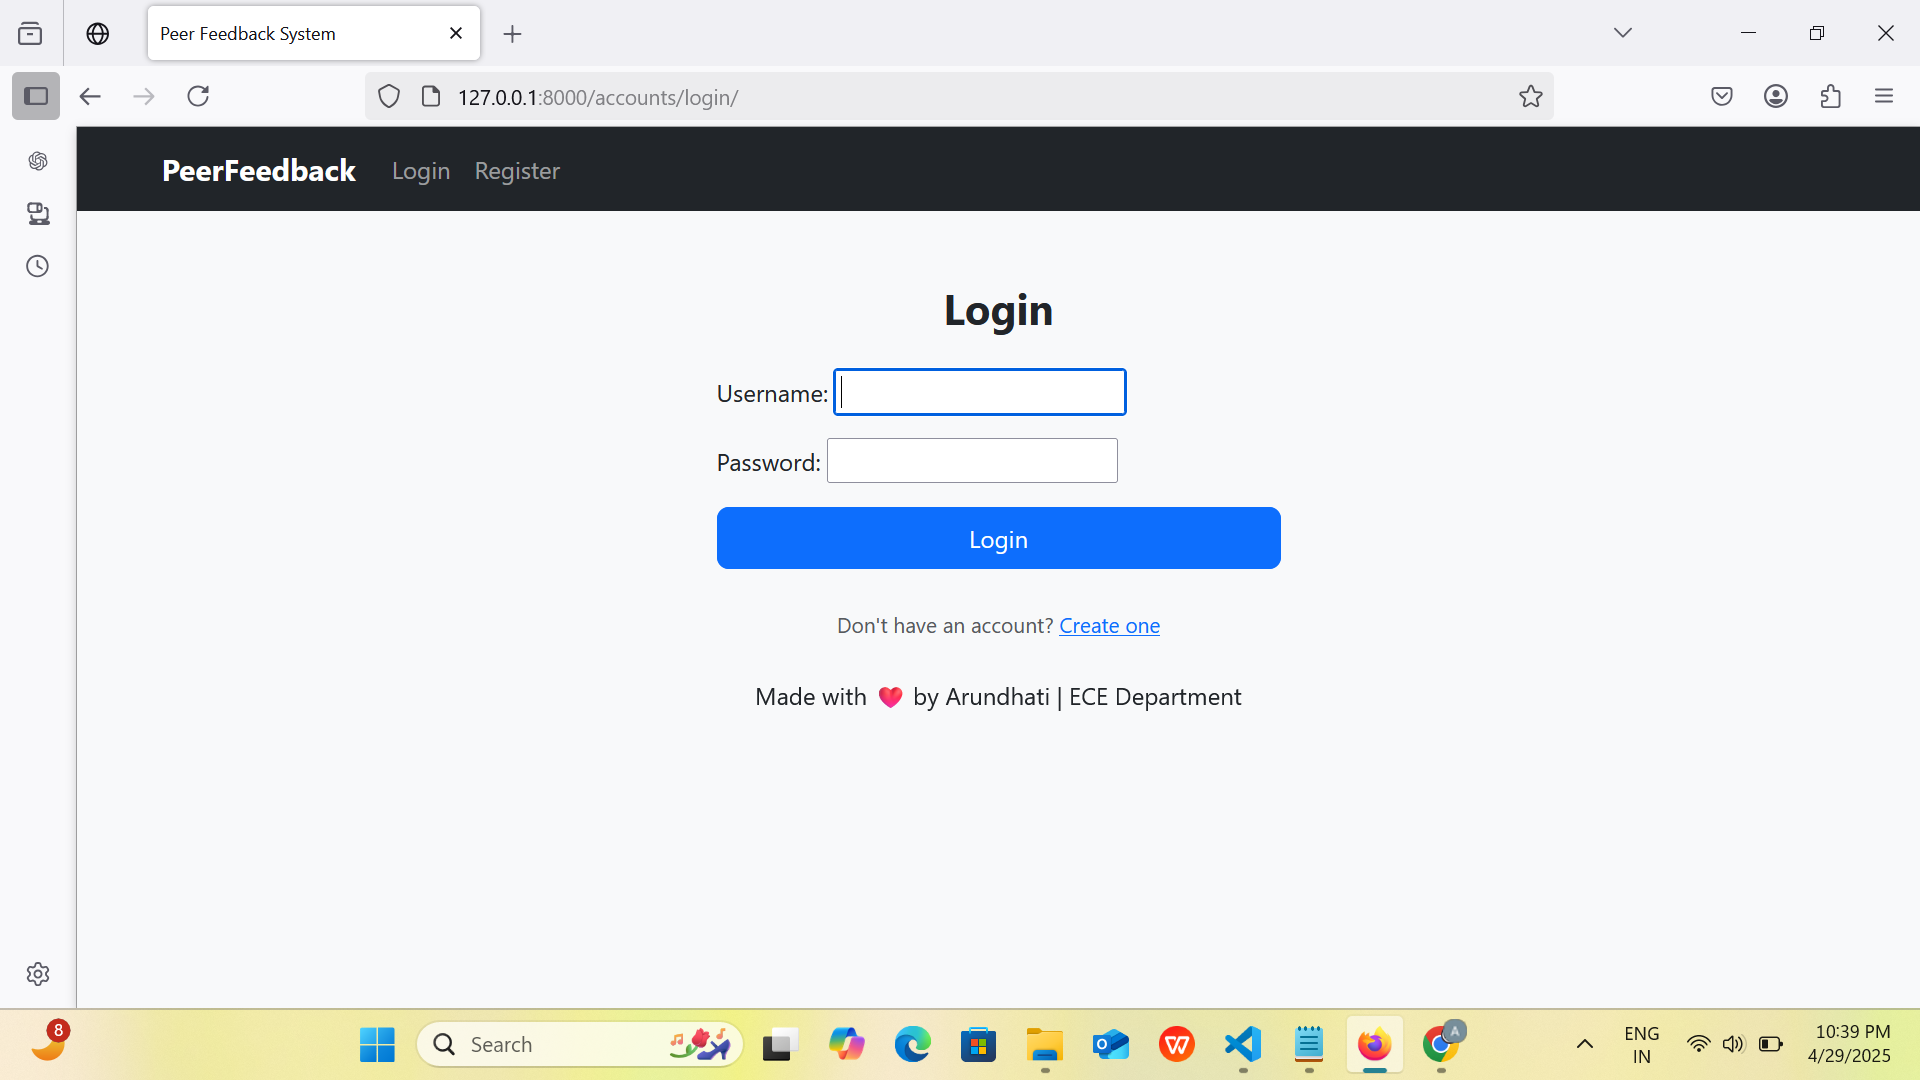 Peer Feedback System
127.0.0.1:8000/accounts/login/
PeerFeedback Login Register
Login
Username:
Password:
Login
Don't have an account? Create one
Made with ❤️ by Arundhati | ECE Department
8
Search
A
ENG
IN
10:39 PM
4/29/2025